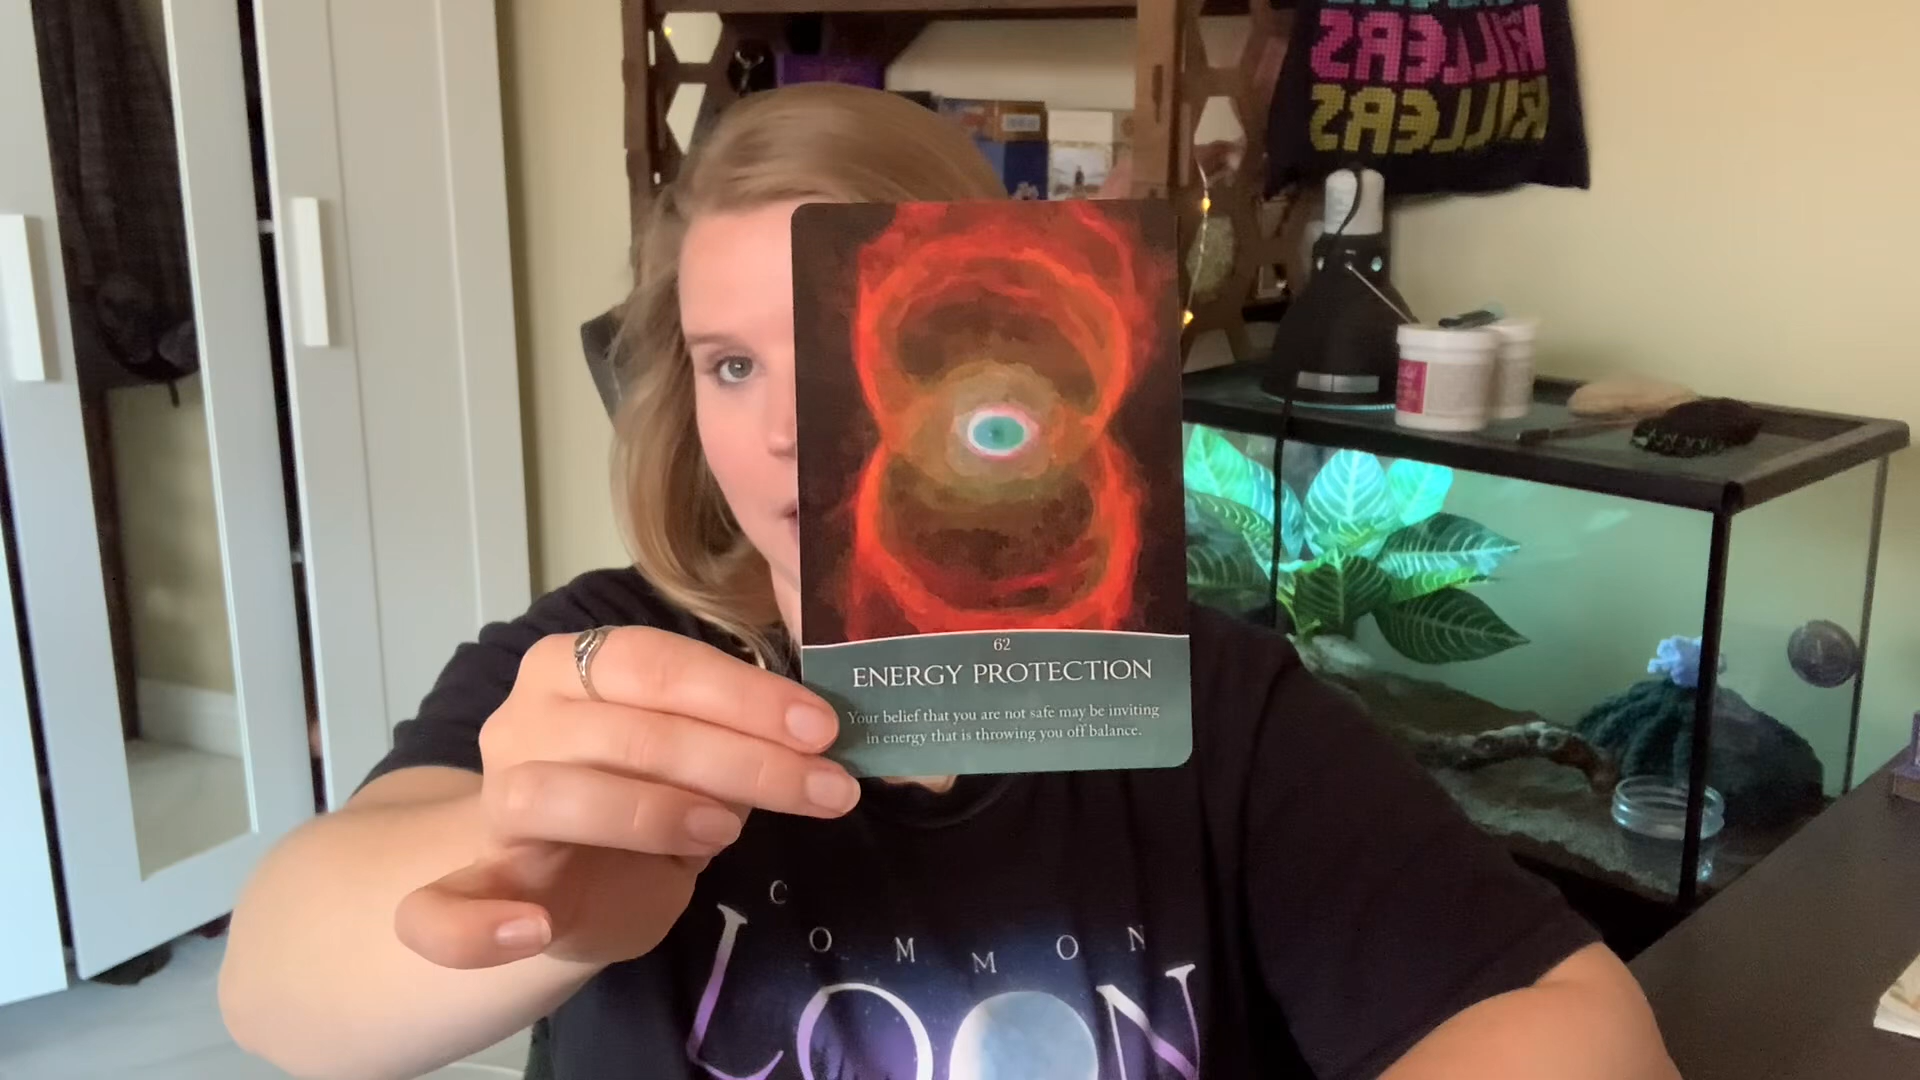 KILLERS
KILLERS
62
ENERGY PROTECTION
Your belief that you are not safe may be inviting
in energy that is throwing you off balance.
COMMON
LOON